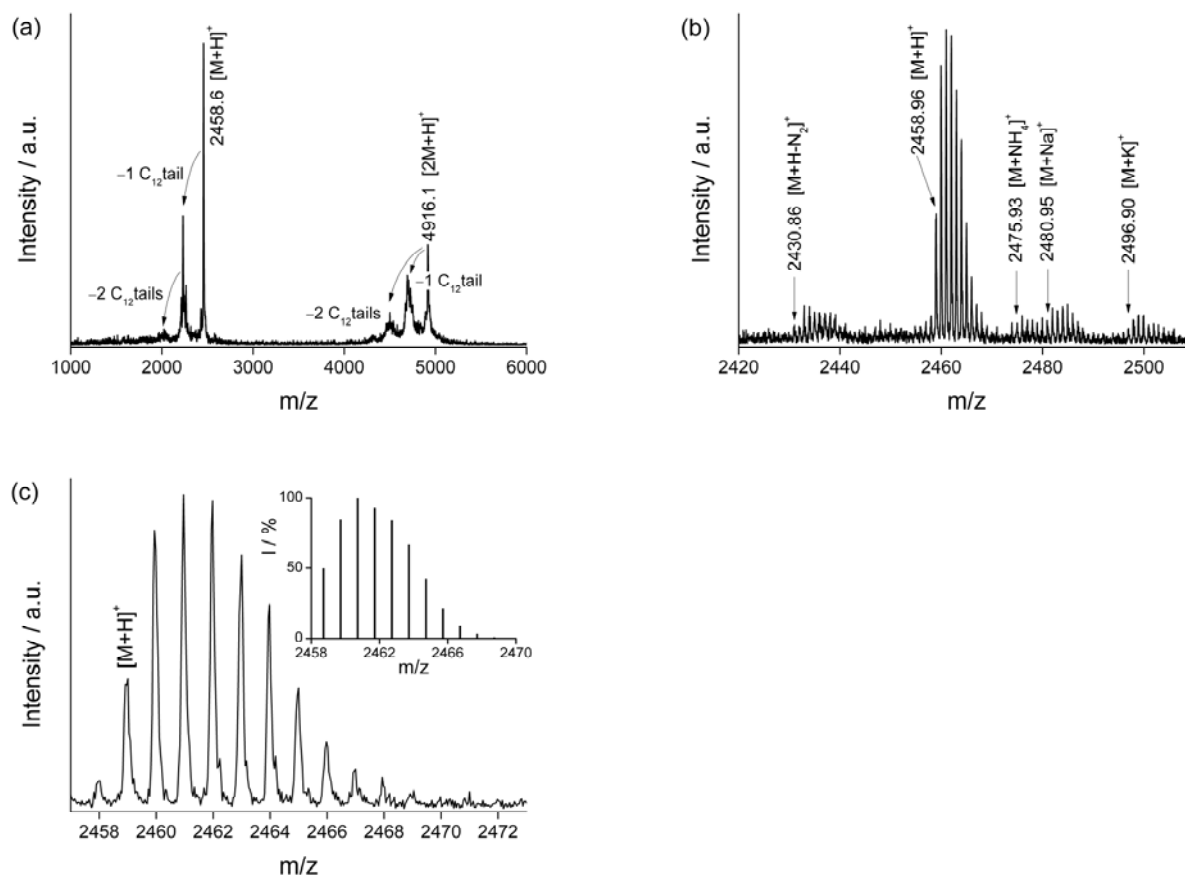 (a)
Intensity / a.u.
2458.6 [M+H]⁺
−1 C₁₂tail
−2 C₁₂tails
4916.1 [2M+H]⁺
−1 C₁₂tail
−2 C₁₂tails
1000 2000 3000 4000 5000 6000
m/z
(b)
Intensity / a.u.
2430.86 [M+H-N₂]⁺
2458.96 [M+H]⁺
2475.93 [M+NH₄]⁺
2480.95 [M+Na]⁺
2496.90 [M+K]⁺
2420 2440 2460 2480 2500
m/z
(c)
Intensity / a.u.
[M+H]⁺
I / %
100
50
0
2458 2462 2466 2470
m/z
2458 2460 2462 2464 2466 2468 2470 2472
m/z